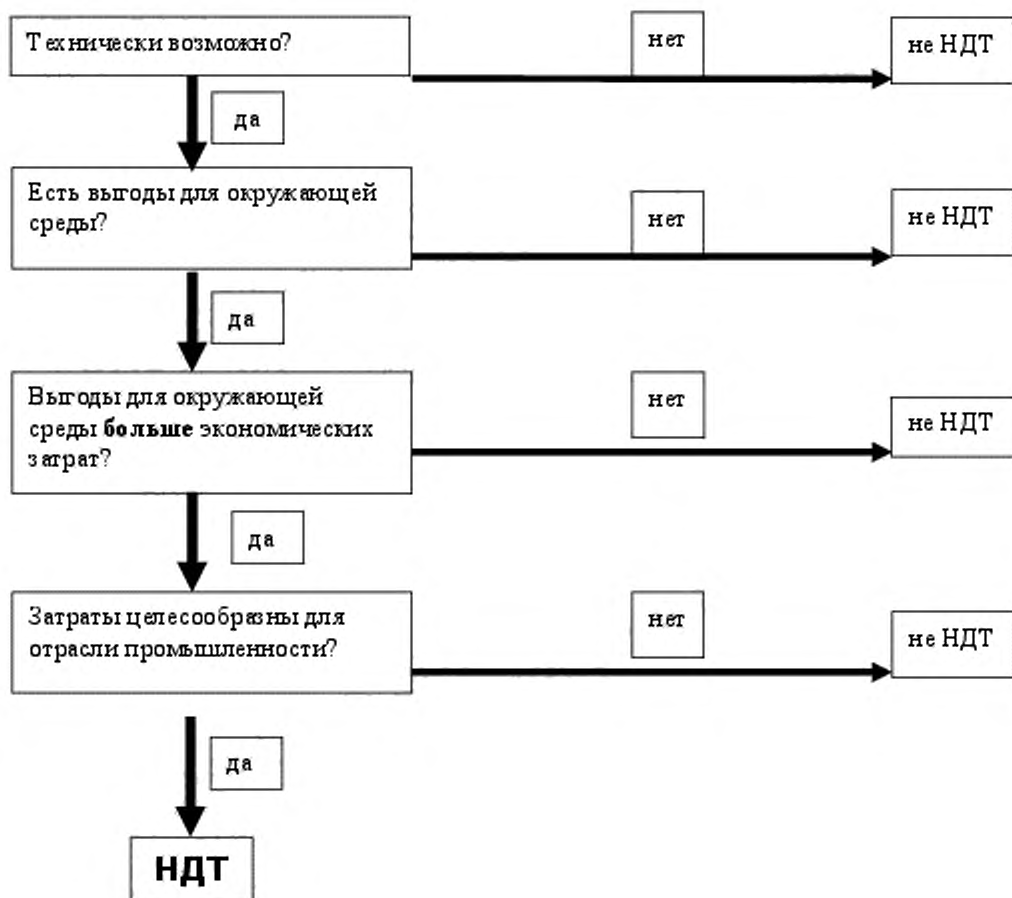 Технически возможно?
нет
не НДТ
да
Есть выгоды для окружающей
среды?
нет
не НДТ
да
Выгоды для окружающей
среды больше экономических
затрат?
нет
не НДТ
да
Затраты целесообразны для
отрасли промышленности?
нет
не НДТ
да
НДТ